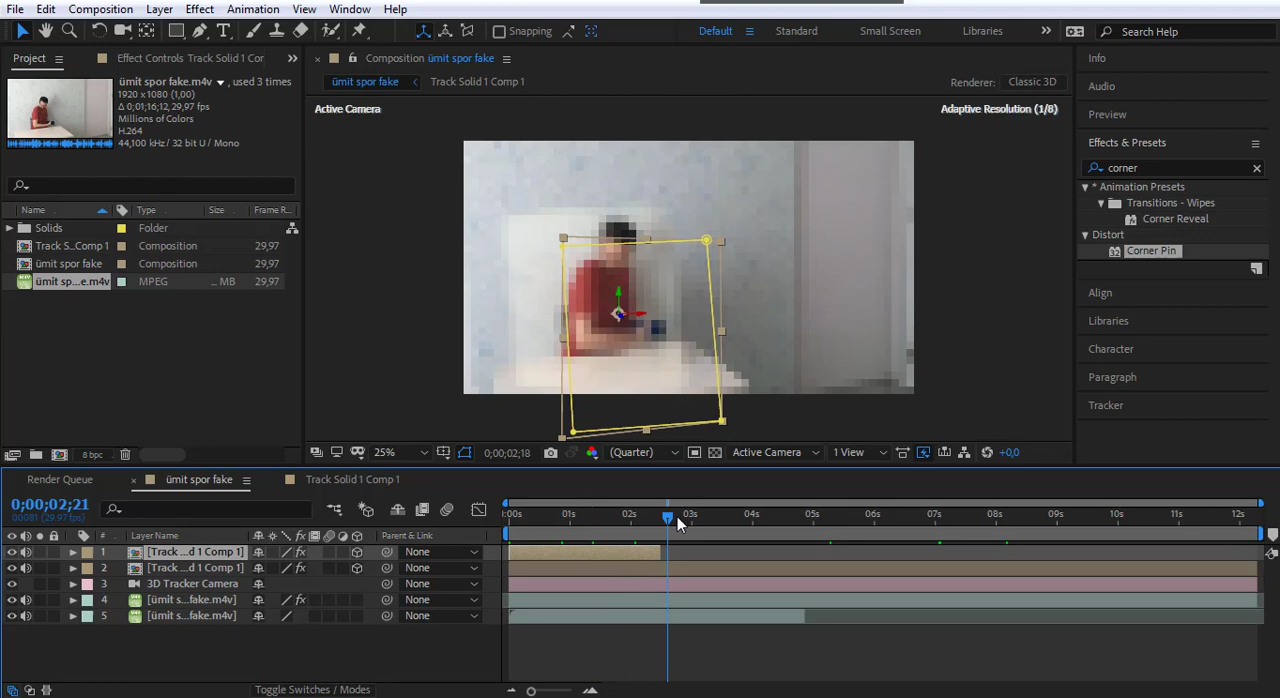 File Edit Composition Layer Effect Animation View Window Help
Snapping Default Standard Small Screen Libraries Search Help
Project Effect Controls Track Solid 1 Cor
ümit spor fake.m4v , used 3 times
1920 x 1080 (1,00)
Δ 0;01;16;12, 29,97 fps
Millions of Colors
H.264
44,100 kHz / 32 bit U / Mono
Name Type Size Frame R...
Solids Folder
Track S...Comp 1 Composition 29,97
ümit spor fake Composition 29,97
ümit sp...e.m4v MPEG ... MB 29,97
8 bpc
Composition ümit spor fake
ümit spor fake Track Solid 1 Comp 1 Renderer: Classic 3D
Active Camera Adaptive Resolution (1/8)
25% 0;00;02;18 (Quarter) Active Camera 1 View +0,0
Info
Audio
Preview
Effects & Presets
corner
* Animation Presets
Transitions - Wipes
Corner Reveal
Distort
32 Corner Pin
Align
Libraries
Character
Paragraph
Tracker
Render Queue ümit spor fake Track Solid 1 Comp 1
0;00;02;21
00081 (29.97 fps)
:00s 01s 02s 03s 04s 05s 06s 07s 08s 09s 10s 11s 12s
# Layer Name fx Parent & Link
1 [Track ...d 1 Comp 1] fx None
2 [Track ...d 1 Comp 1] fx None
3 3D Tracker Camera None
4 [ümit s...fake.m4v] fx None
5 [ümit s...fake.m4v] None
Toggle Switches / Modes